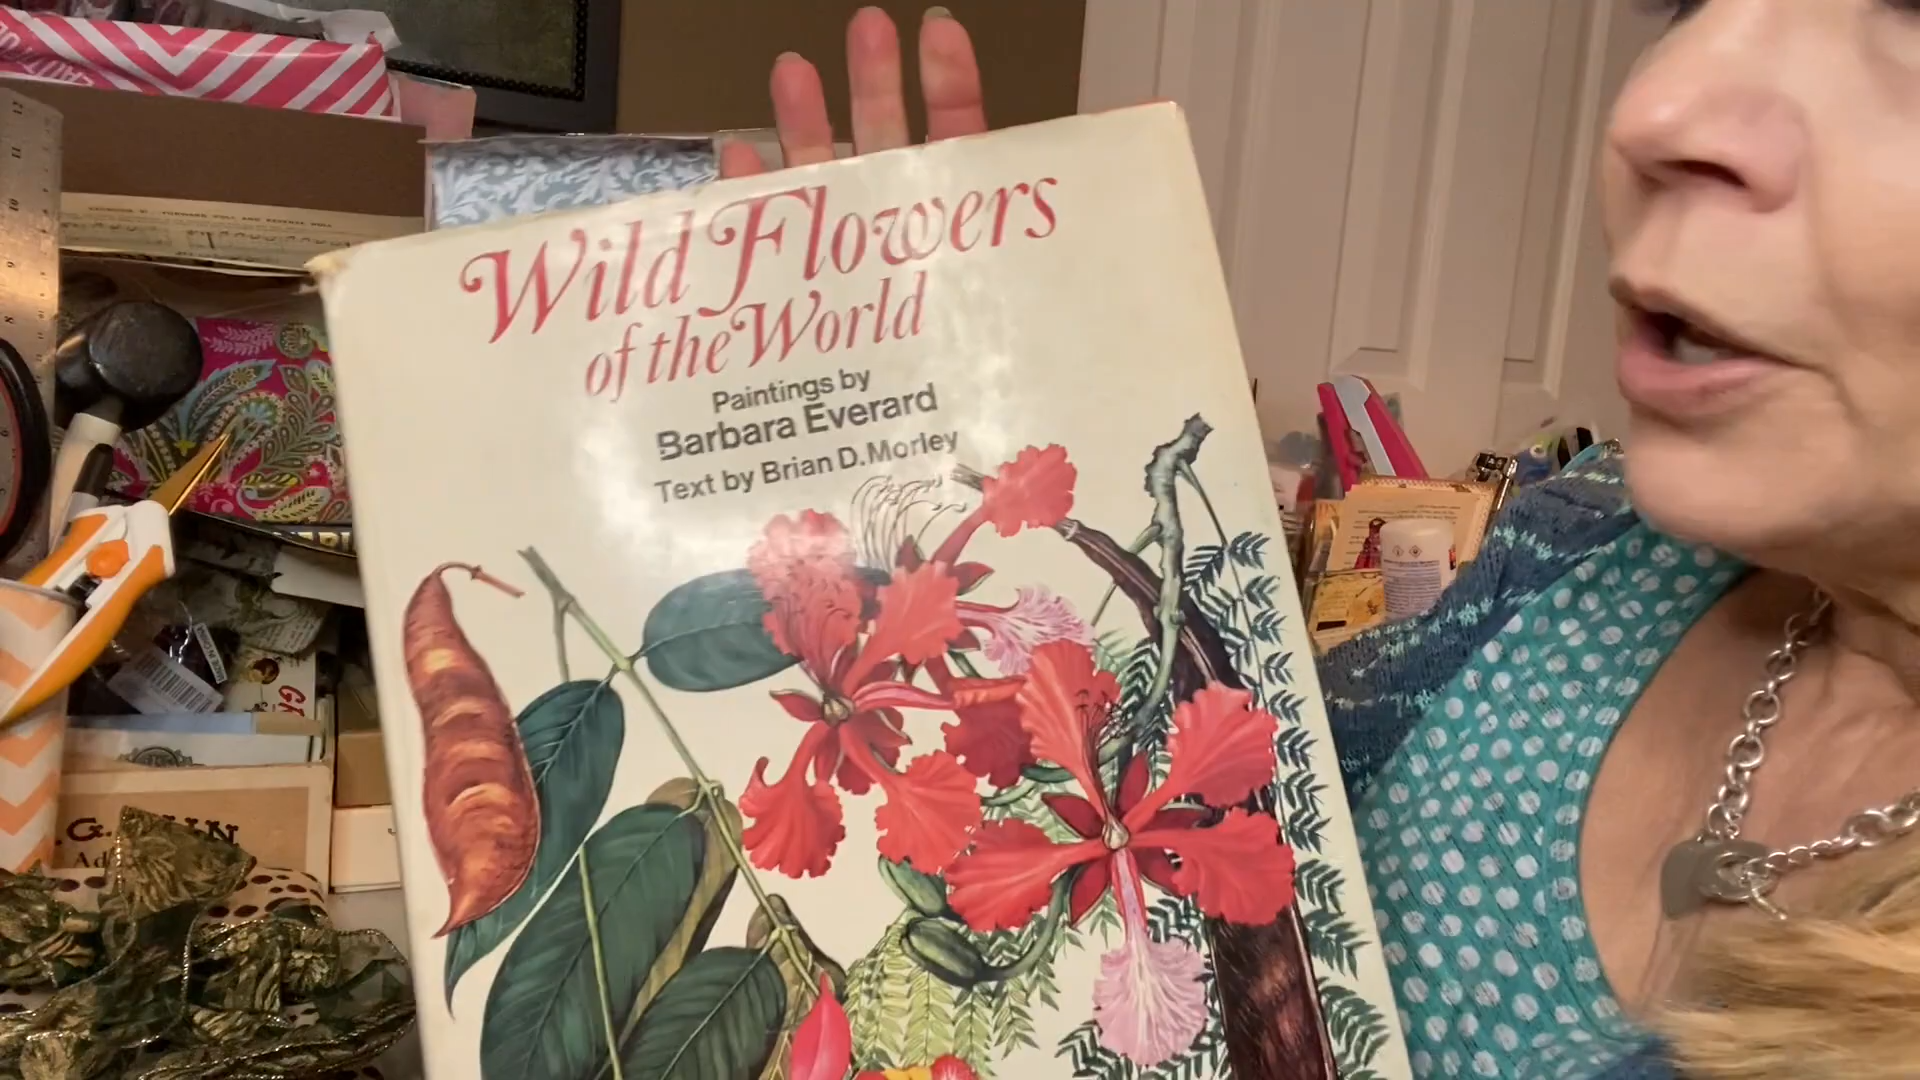 Wild Flowers
of the World
Paintings by
Barbara Everard
Text by Brian D. Morley